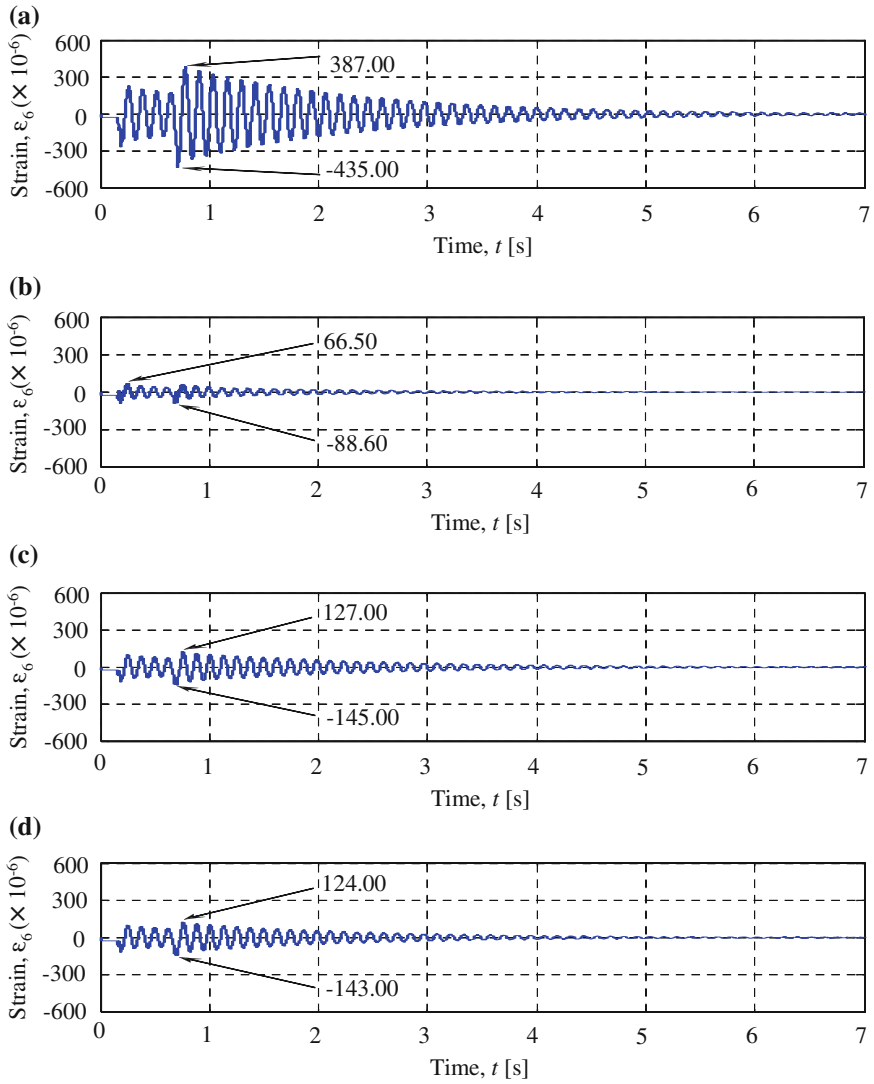 (a)
600
300
0
-300
-600
Strain, ε₆ (× 10⁻⁶)
387.00
-435.00
0 1 2 3 4 5 6 7
Time, t [s]
(b)
600
300
0
-300
-600
Strain, ε₆ (× 10⁻⁶)
66.50
-88.60
0 1 2 3 4 5 6 7
Time, t [s]
(c)
600
300
0
-300
-600
Strain, ε₆ (× 10⁻⁶)
127.00
-145.00
0 1 2 3 4 5 6 7
Time, t [s]
(d)
600
300
0
-300
-600
Strain, ε₆ (× 10⁻⁶)
124.00
-143.00
0 1 2 3 4 5 6 7
Time, t [s]